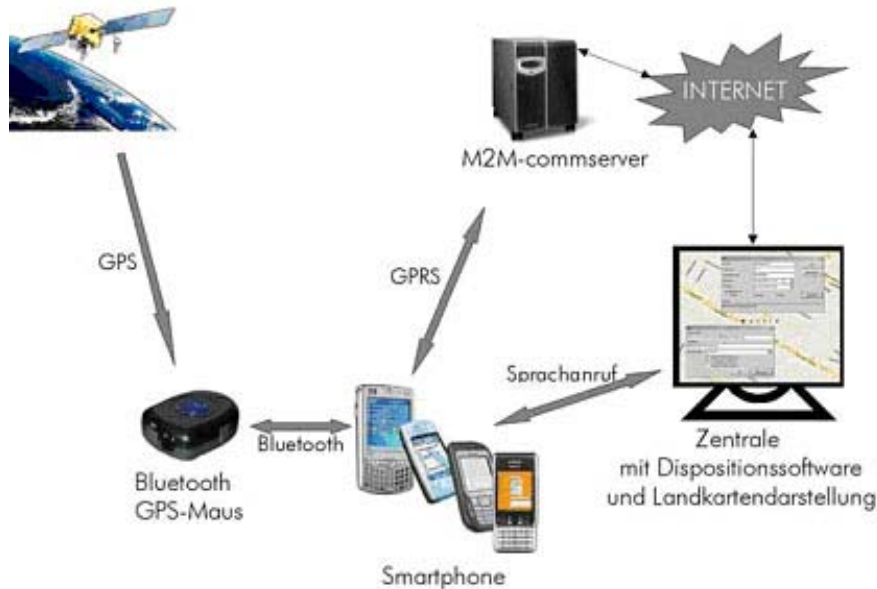 INTERNET
M2M-commserver
GPS
GPRS
Sprachanruf
Bluetooth
Bluetooth
GPS-Maus
Zentrale
mit Dispositionssoftware
und Landkartendarstellung
Smartphone